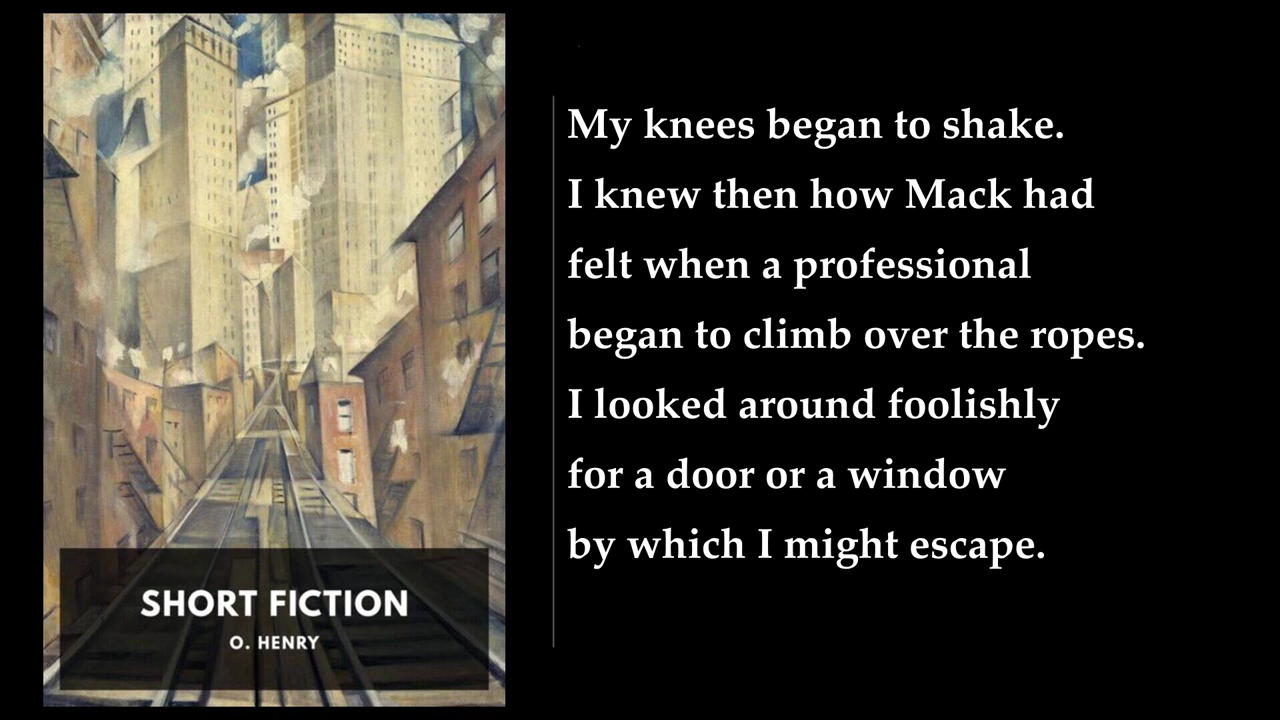 My knees began to shake.
I knew then how Mack had
felt when a professional
began to climb over the ropes.
I looked around foolishly
for a door or a window
by which I might escape.
SHORT FICTION
O. HENRY